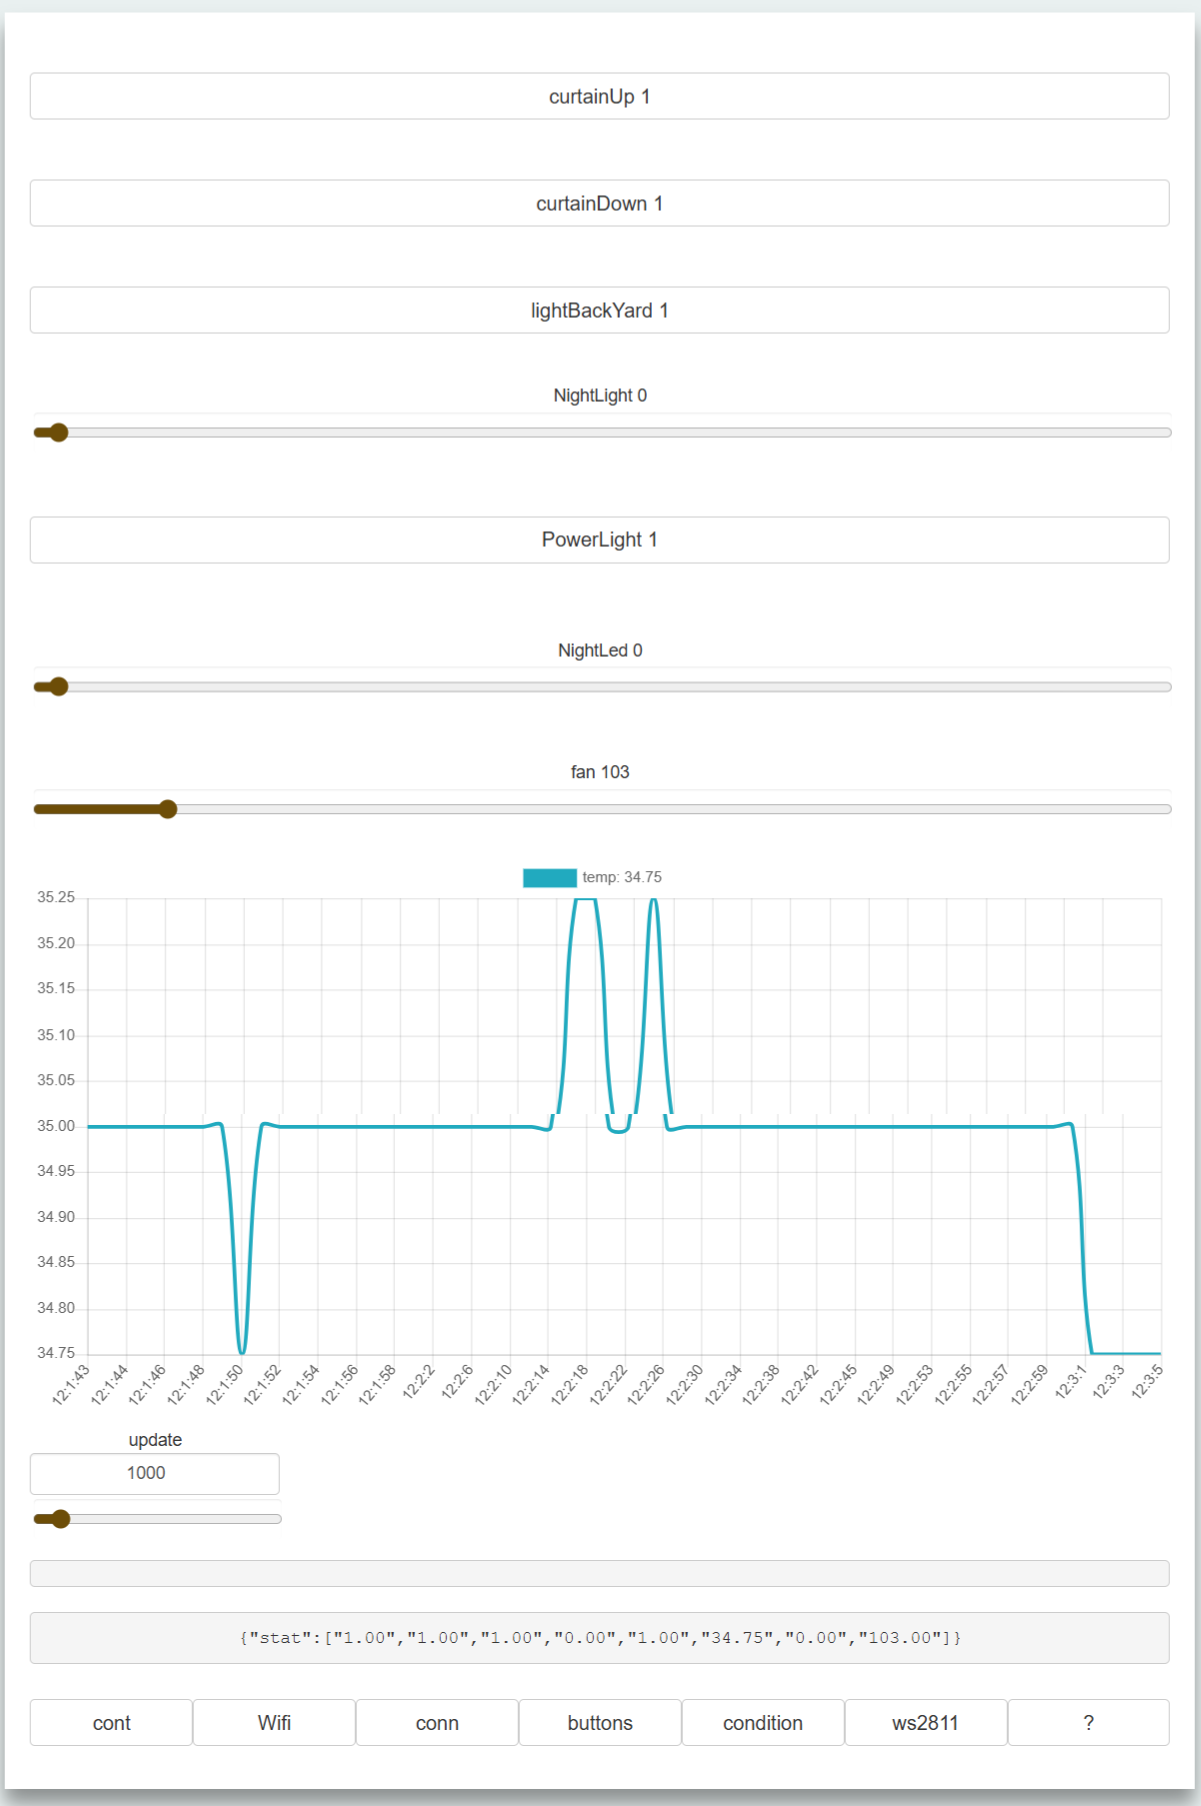 curtainUp 1
curtainDown 1
lightBackYard 1
NightLight 0
PowerLight 1
NightLed 0
fan 103
temp: 34.75
35.25
35.20
35.15
35.10
35.05
35.00
34.95
34.90
34.85
34.80
34.75
12:1:43 12:1:44 12:1:46 12:1:48 12:1:50 12:1:52 12:1:54 12:1:56 12:1:58 12:2:2 12:2:6 12:2:10 12:2:14 12:2:18 12:2:22 12:2:26 12:2:30 12:2:34 12:2:38 12:2:42 12:2:45 12:2:49 12:2:53 12:2:55 12:2:57 12:2:59 12:3:1 12:3:3 12:3:5
update
1000
{"stat":["1.00","1.00","1.00","0.00","1.00","34.75","0.00","103.00"]}
cont Wifi conn buttons condition ws2811 ?